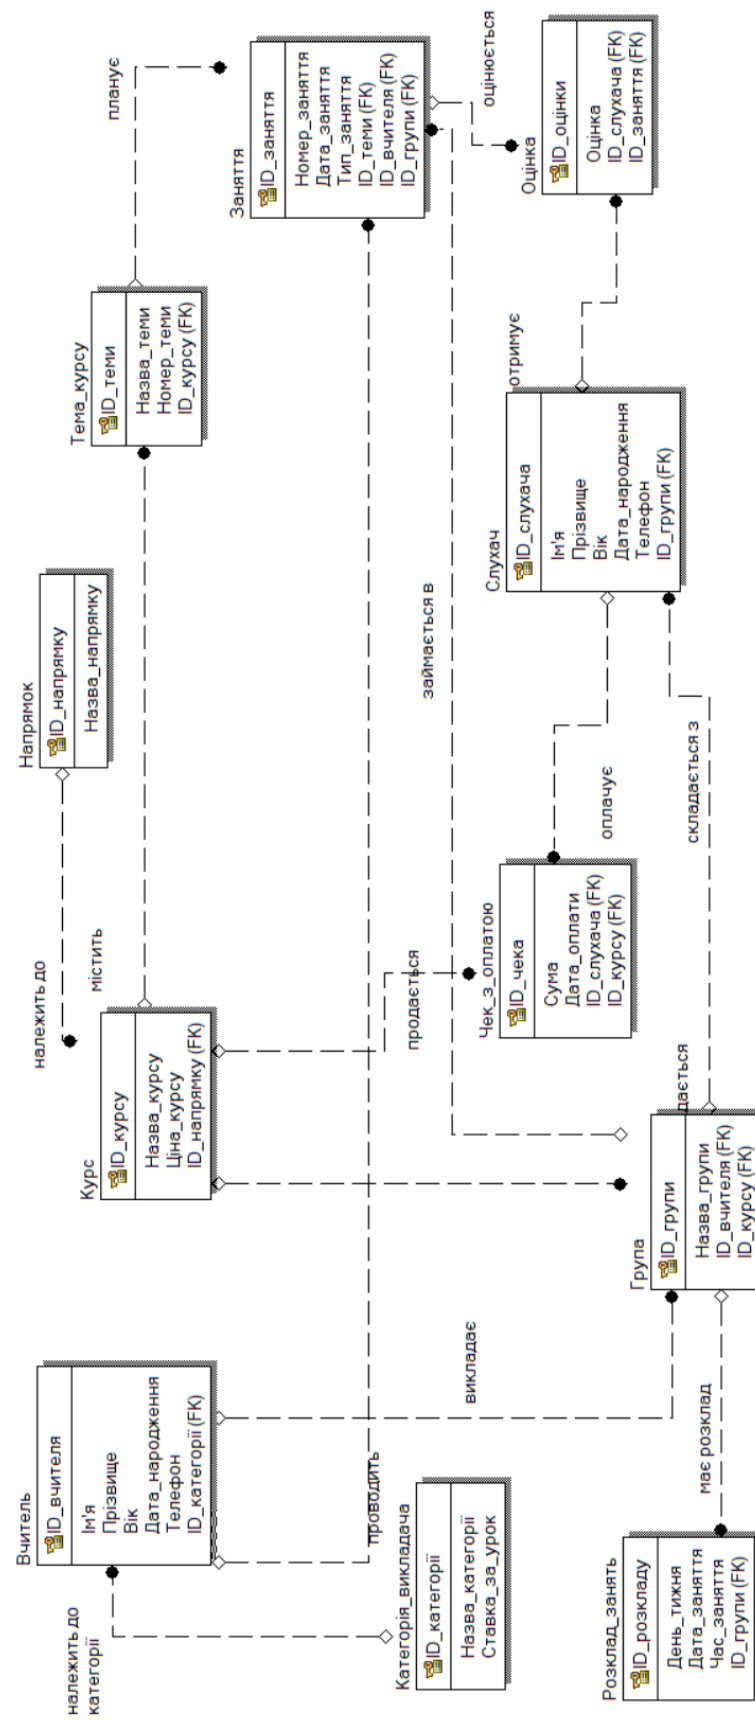 Вчитель
ID_вчителя
Ім'я
Прізвище
Вік
Дата_народження
Телефон
ID_категорії (FK)
належить до
категорії
Категорія_викладача
ID_категорії
Назва_категорії
Ставка_за_урок
проводить
викладає
Розклад_занять
ID_розкладу
День_тижня
Дата_заняття
Час_заняття
ID_групи (FK)
має розклад
Курс
ID_курсу
Назва_курсу
Ціна_курсу
ID_напрямку (FK)
належить до
Напрямок
ID_напрямку
Назва_напрямку
містить
продається
Чек_з_оплатою
ID_чека
Сума
Дата_оплати
ID_слухача (FK)
ID_курсу (FK)
оплачує
Група
ID_групи
Назва_групи
ID_вчителя (FK)
ID_курсу (FK)
дається
складається з
займається в
Тема_курсу
ID_теми
Назва_теми
Номер_теми
ID_курсу (FK)
планує
Заняття
ID_заняття
Номер_заняття
Дата_заняття
Тип_заняття
ID_теми (FK)
ID_вчителя (FK)
ID_групи (FK)
оцінюється
Слухач
ID_слухача
Ім'я
Прізвище
Вік
Дата_народження
Телефон
ID_групи (FK)
отримує
Оцінка
ID_оцінки
Оцінка
ID_слухача (FK)
ID_заняття (FK)